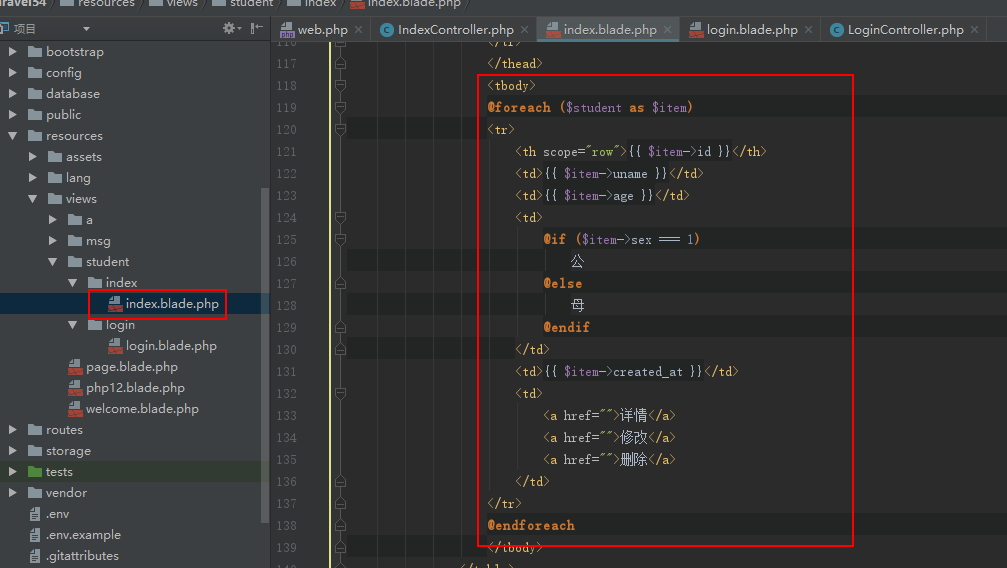 resources
views
student
index
index.blade.php
项目
web.php
IndexController.php
index.blade.php
login.blade.php
LoginController.php
bootstrap
config
database
public
resources
assets
lang
views
a
msg
student
index
index.blade.php
login
login.blade.php
page.blade.php
php12.blade.php
welcome.blade.php
routes
storage
tests
vendor
.env
.env.example
.gitattributes
116 </tr>
117 </thead>
118 <tbody>
119 @foreach ($student as $item)
120 <tr>
121 <th scope="row">{{ $item->id }}</th>
122 <td>{{ $item->uname }}</td>
123 <td>{{ $item->age }}</td>
124 <td>
125 @if ($item->sex === 1)
126 公
127 @else
128 母
129 @endif
130 </td>
131 <td>{{ $item->created_at }}</td>
132 <td>
133 <a href="">详情</a>
134 <a href="">修改</a>
135 <a href="">删除</a>
136 </td>
137 </tr>
138 @endforeach
139 </tbody>